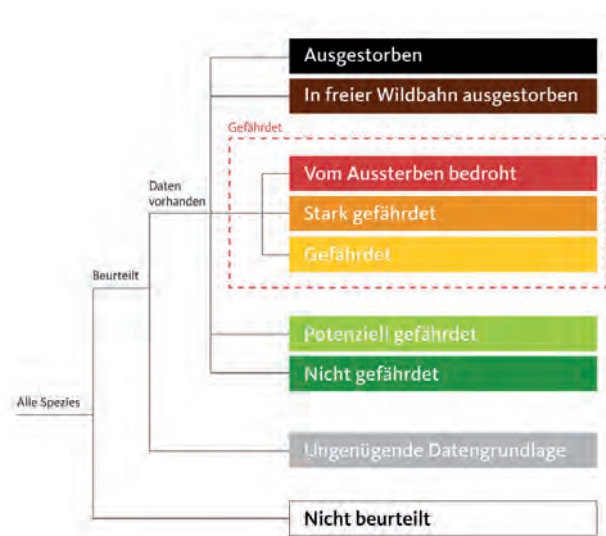 Ausgestorben
In freier Wildbahn ausgestorben
Gefährdet
Vom Aussterben bedroht
Daten
vorhanden
Stark gefährdet
Gefährdet
Beurteilt
Potenziell gefährdet
Nicht gefährdet
Alle Spezies
Ungenügende Datengrundlage
Nicht beurteilt